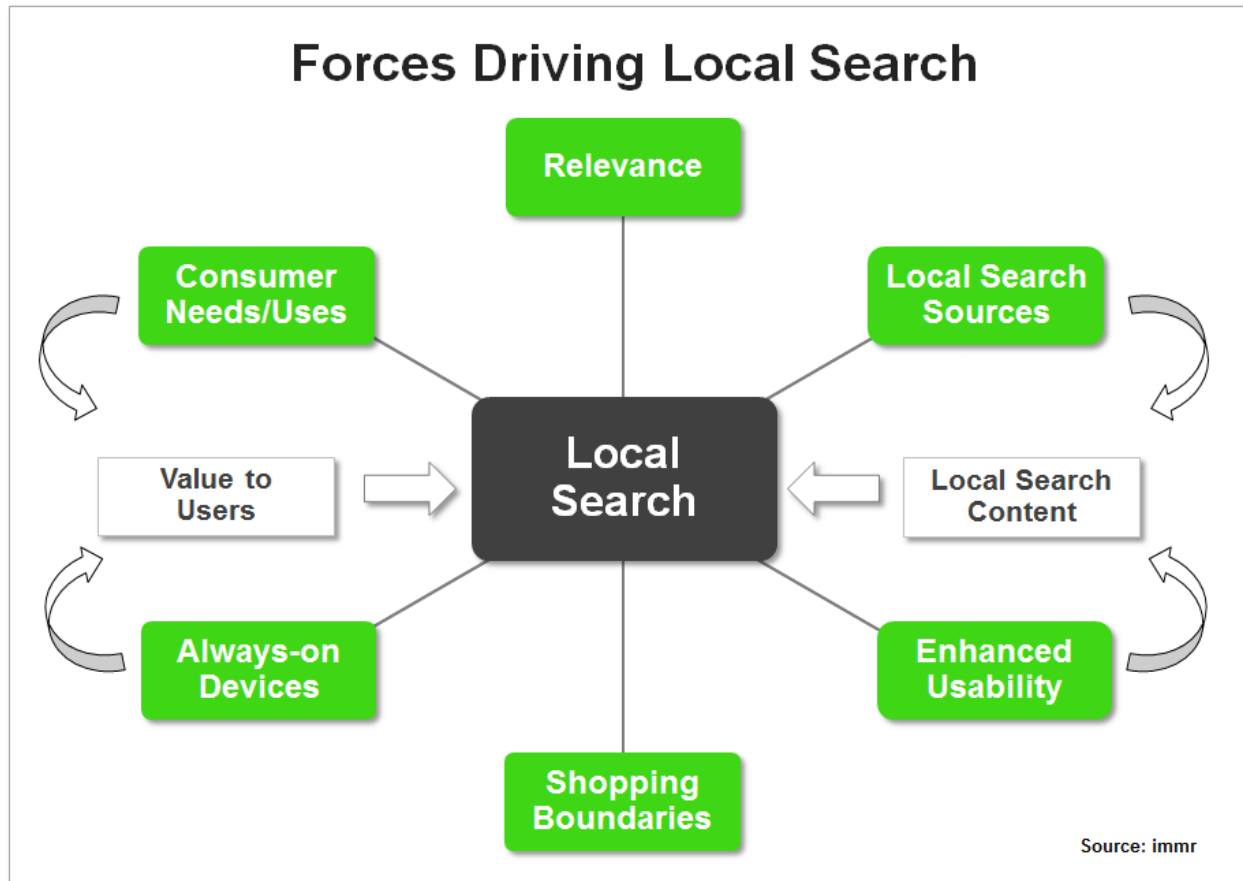 Forces Driving Local Search
Relevance
Consumer
Needs/Uses
Local Search
Sources
Value to
Users
Local
Search
Local Search
Content
Always-on
Devices
Enhanced
Usability
Shopping
Boundaries
Source: immr